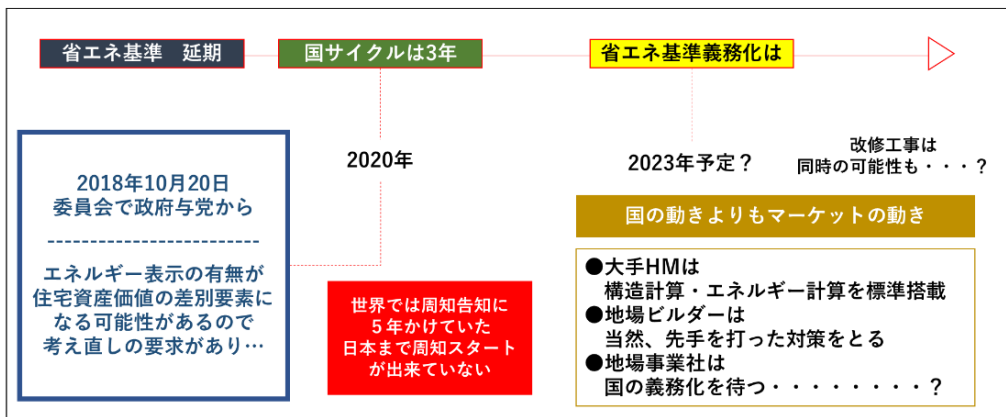 省エネ基準　延期
国サイクルは3年
省エネ基準義務化は
2018年10月20日
委員会で政府与党から
-------------------------
エネルギー表示の有無が
住宅資産価値の差別要素に
なる可能性があるので
考え直しの要求があり…
2020年
世界では周知告知に
５年かけていた
日本まで周知スタート
が出来ていない
2023年予定？
改修工事は
同時の可能性も・・・？
国の動きよりもマーケットの動き
●大手HMは
構造計算・エネルギー計算を標準搭載
●地場ビルダーは
当然、先手を打った対策をとる
●地場事業社は
国の義務化を待つ・・・・・・・・？